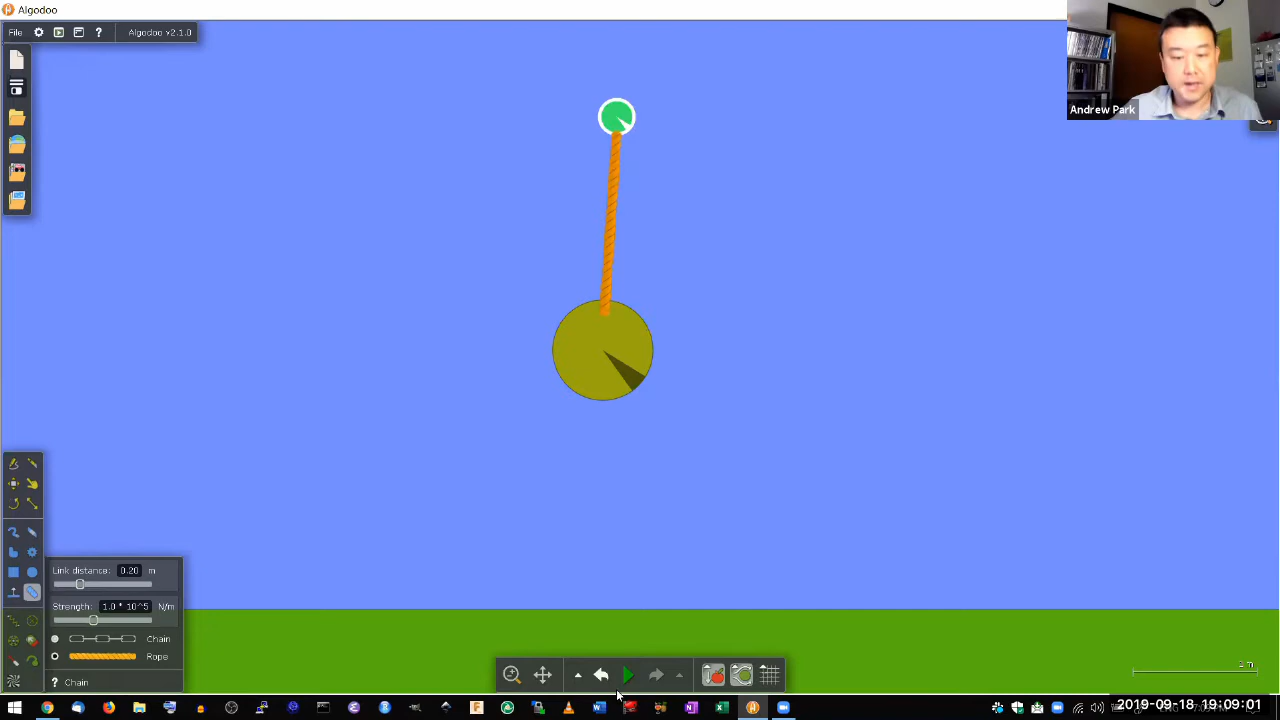 Algodoo
File ? Algodoo v2.1.0
Andrew Park
Link distance: 0.20 m
Strength: 1.0 * 10^5 N/m
Chain
Rope
? Chain
1 m
2019-09-18 19:09:01